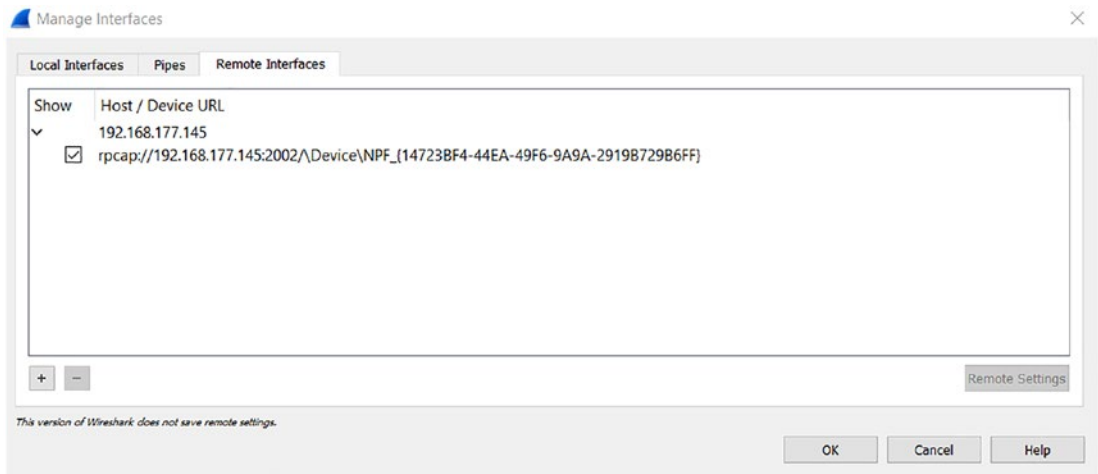 Manage Interfaces
Local Interfaces Pipes Remote Interfaces
Show Host / Device URL
192.168.177.145
rpcap://192.168.177.145:2002/\Device\NPF_{14723BF4-44EA-49F6-9A9A-2919B729B6FF}
+ −
Remote Settings
This version of Wireshark does not save remote settings.
OK Cancel Help